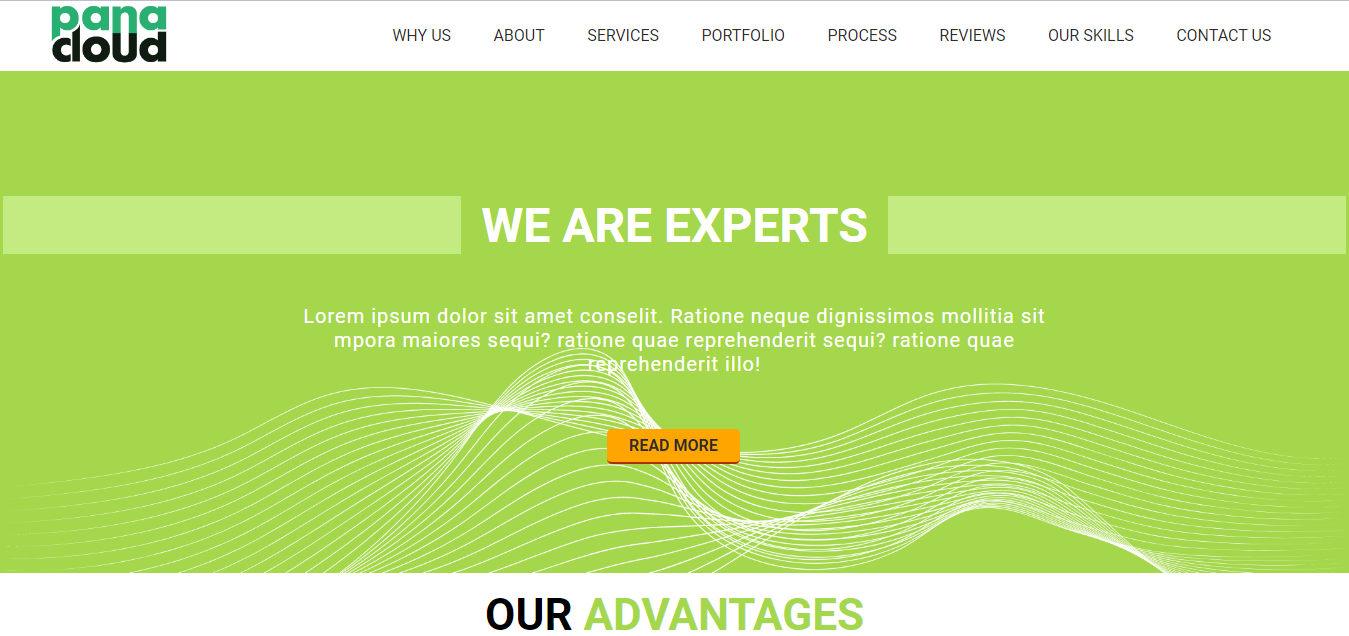 pana
cloud
WHY US ABOUT SERVICES PORTFOLIO PROCESS REVIEWS OUR SKILLS CONTACT US
WE ARE EXPERTS
Lorem ipsum dolor sit amet conselit. Ratione neque dignissimos mollitia sit
mpora maiores sequi? ratione quae reprehenderit sequi? ratione quae
reprehenderit illo!
READ MORE
OUR ADVANTAGES